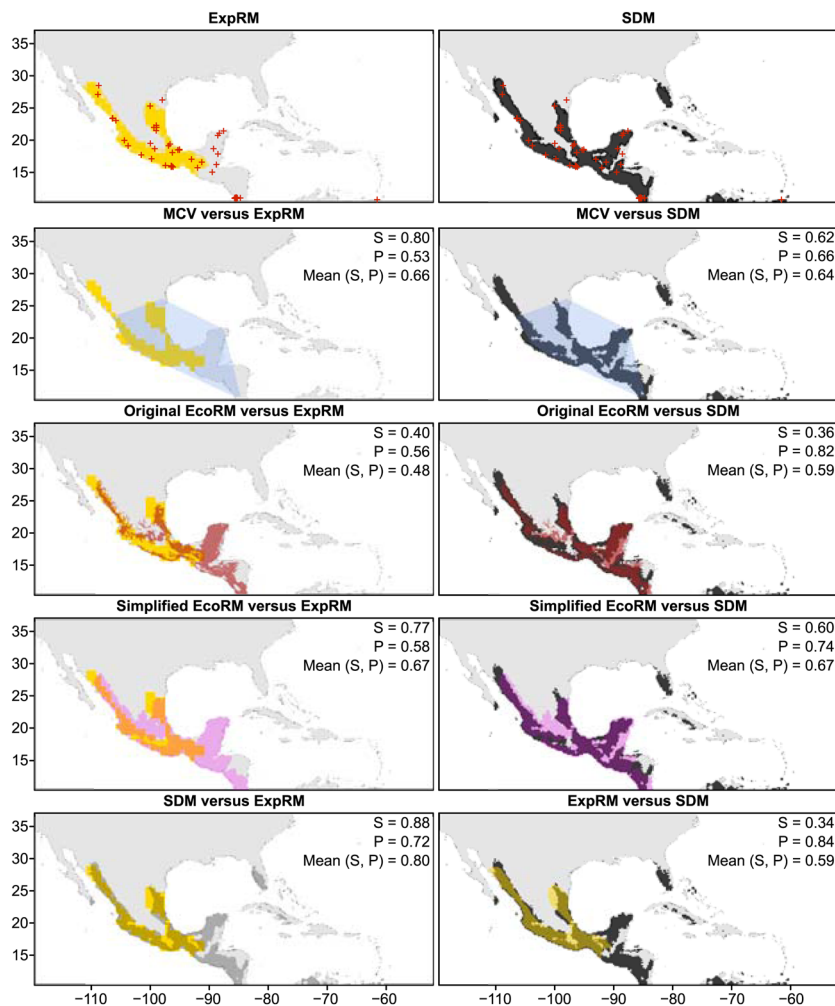 ExpRM
SDM
35
30
25
20
15
MCV versus ExpRM
MCV versus SDM
35
30
25
20
15
S = 0.80
P = 0.53
Mean (S, P) = 0.66
S = 0.62
P = 0.66
Mean (S, P) = 0.64
Original EcoRM versus ExpRM
Original EcoRM versus SDM
35
30
25
20
15
S = 0.40
P = 0.56
Mean (S, P) = 0.48
S = 0.36
P = 0.82
Mean (S, P) = 0.59
Simplified EcoRM versus ExpRM
Simplified EcoRM versus SDM
35
30
25
20
15
S = 0.77
P = 0.58
Mean (S, P) = 0.67
S = 0.60
P = 0.74
Mean (S, P) = 0.67
SDM versus ExpRM
ExpRM versus SDM
35
30
25
20
15
S = 0.88
P = 0.72
Mean (S, P) = 0.80
S = 0.34
P = 0.84
Mean (S, P) = 0.59
−110 −100 −90 −80 −70 −60
−110 −100 −90 −80 −70 −60